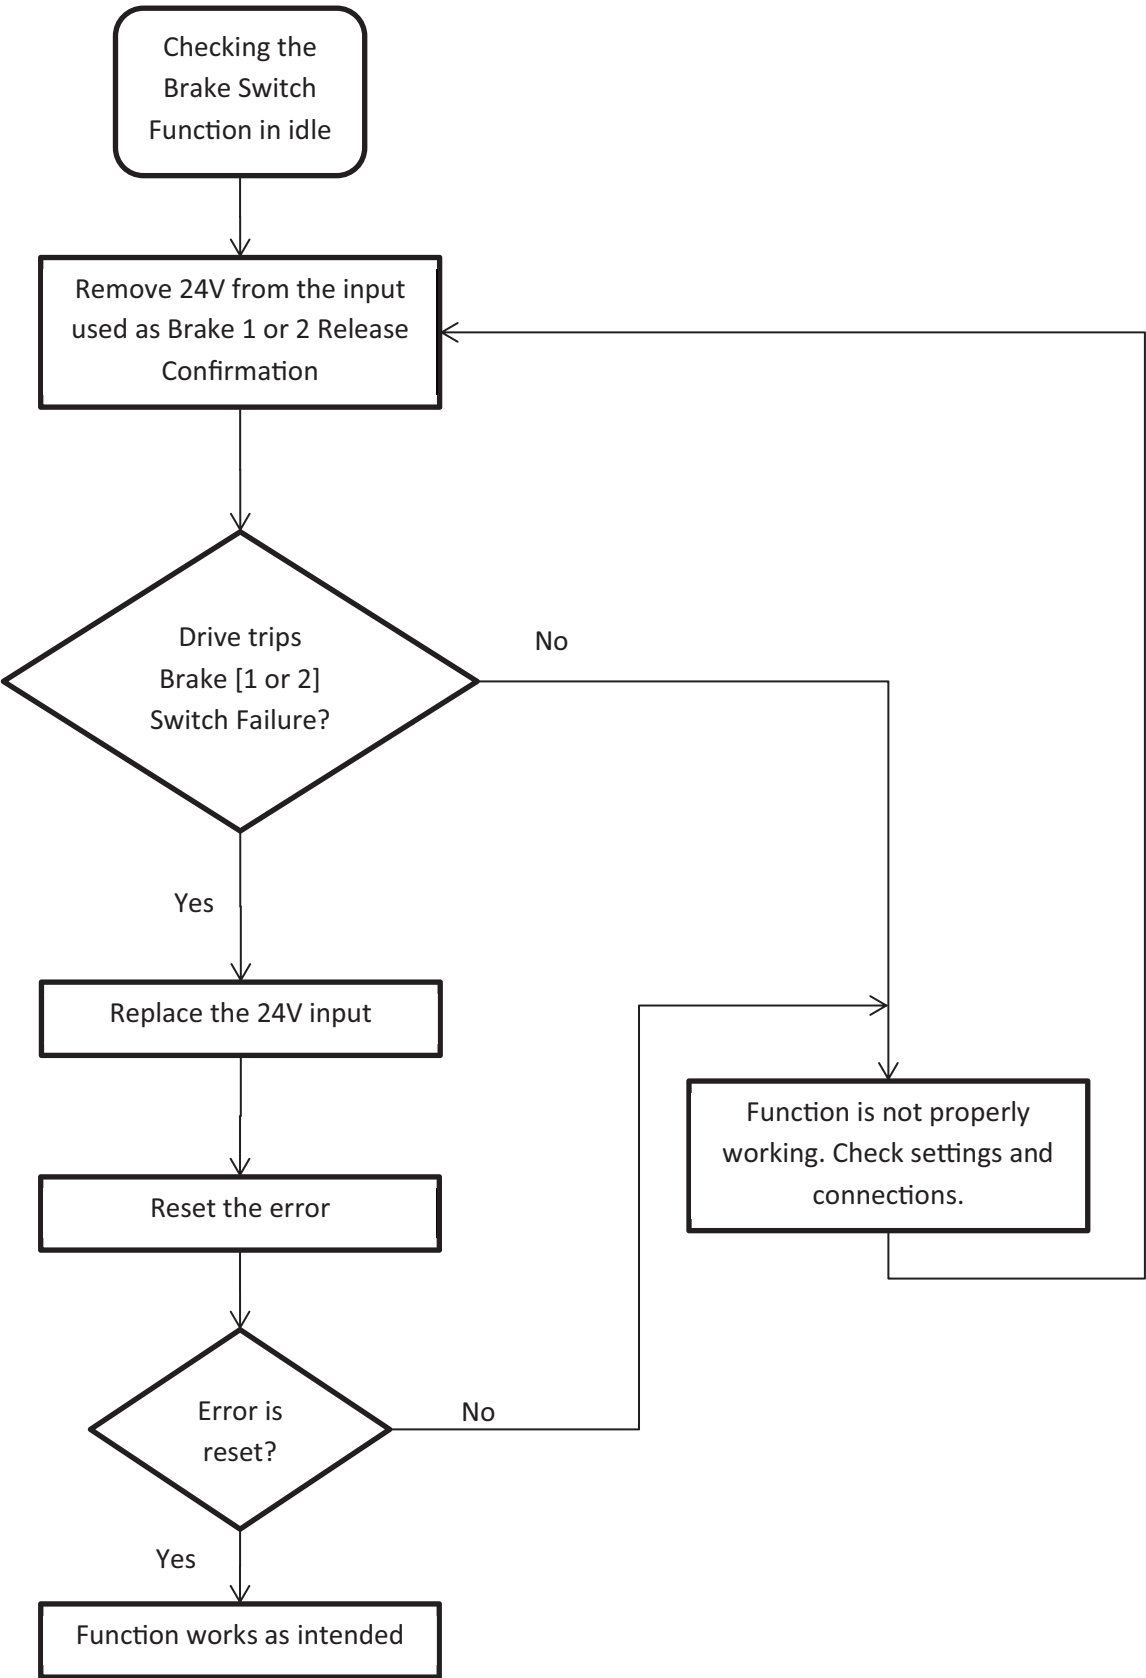 Checking the
Brake Switch
Function in idle
Remove 24V from the input
used as Brake 1 or 2 Release
Confirmation
Drive trips
Brake [1 or 2]
Switch Failure?
No
Yes
Replace the 24V input
Function is not properly
working. Check settings and
connections.
Reset the error
Error is
reset?
No
Yes
Function works as intended